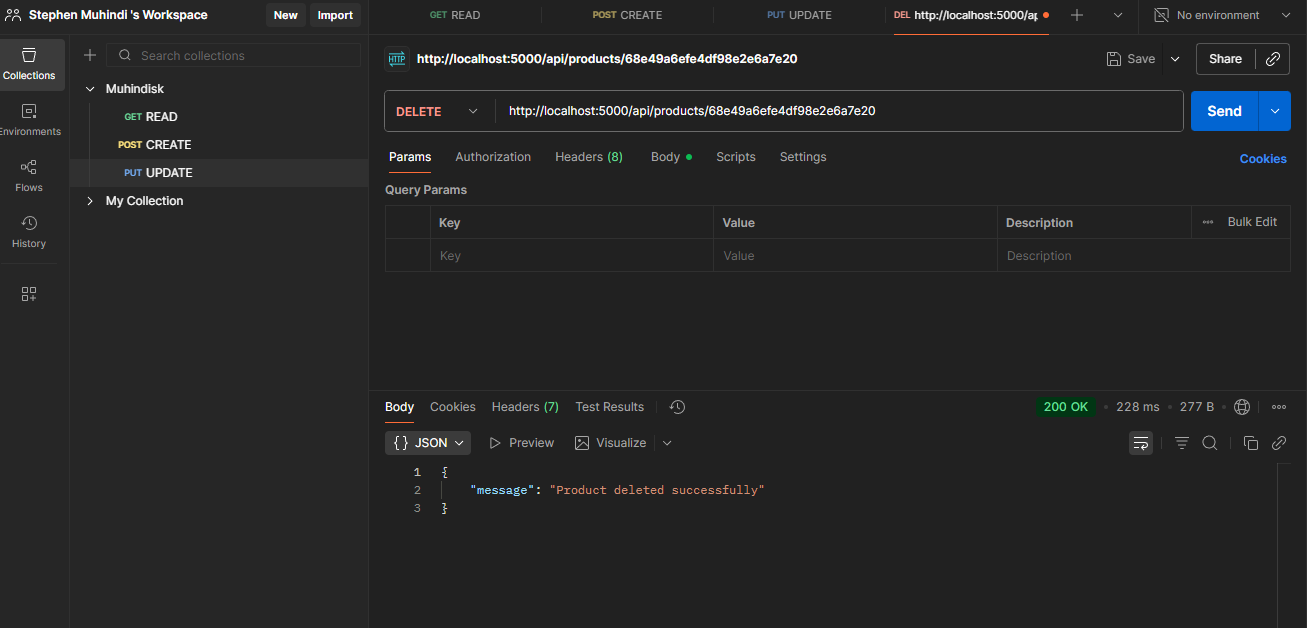 Stephen Muhindi 's Workspace
New
Import
GET READ
POST CREATE
PUT UPDATE
DEL http://localhost:5000/ap
No environment
Collections
Environments
Flows
History
Search collections
Muhindisk
GET READ
POST CREATE
PUT UPDATE
My Collection
HTTP
http://localhost:5000/api/products/68e49a6efe4df98e2e6a7e20
Save
Share
DELETE
http://localhost:5000/api/products/68e49a6efe4df98e2e6a7e20
Send
Params Authorization Headers (8) Body Scripts Settings
Cookies
Query Params
Key Value Description Bulk Edit
Key Value Description
Body Cookies Headers (7) Test Results
200 OK 228 ms 277 B
{} JSON Preview Visualize
1 {
2 "message": "Product deleted successfully"
3 }